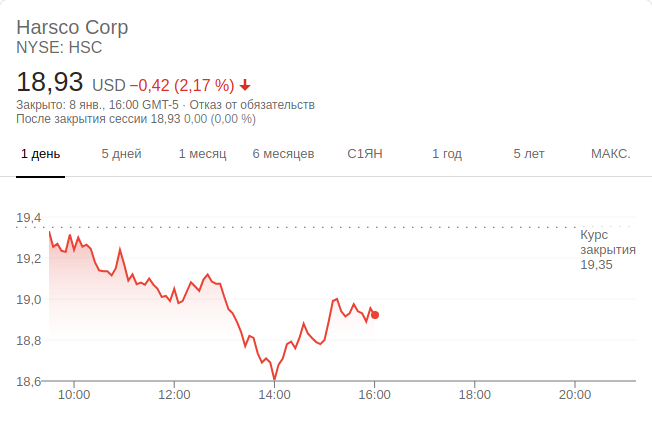 Harsco Corp
NYSE: HSC
18,93 USD −0,42 (2,17 %)
Закрыто: 8 янв., 16:00 GMT-5 · Отказ от обязательств
После закрытия сессии 18,93 0,00 (0,00 %)
1 день 5 дней 1 месяц 6 месяцев С1ЯН 1 год 5 лет МАКС.
19,4
Курс
закрытия
19,2
19,35
19,0
18,8
18,6
10:00 12:00 14:00 16:00 18:00 20:00